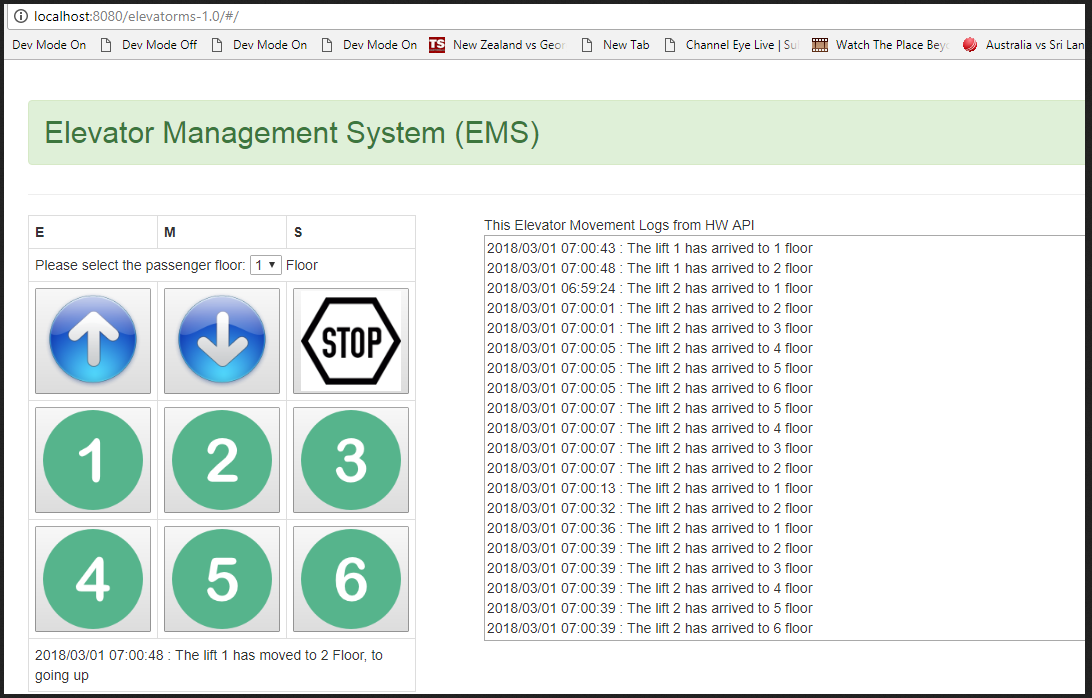 localhost:8080/elevatorms-1.0/#/
Dev Mode On Dev Mode Off Dev Mode On Dev Mode On TS New Zealand vs Geor New Tab Channel Eye Live | Su Watch The Place Bey Australia vs Sri Lan
Elevator Management System (EMS)
E M S
Please select the passenger floor: 1 Floor
STOP
1 2 3
4 5 6
2018/03/01 07:00:48 : The lift 1 has moved to 2 Floor, to
going up
This Elevator Movement Logs from HW API
2018/03/01 07:00:43 : The lift 1 has arrived to 1 floor
2018/03/01 07:00:48 : The lift 1 has arrived to 2 floor
2018/03/01 06:59:24 : The lift 2 has arrived to 1 floor
2018/03/01 07:00:01 : The lift 2 has arrived to 2 floor
2018/03/01 07:00:01 : The lift 2 has arrived to 3 floor
2018/03/01 07:00:05 : The lift 2 has arrived to 4 floor
2018/03/01 07:00:05 : The lift 2 has arrived to 5 floor
2018/03/01 07:00:05 : The lift 2 has arrived to 6 floor
2018/03/01 07:00:07 : The lift 2 has arrived to 5 floor
2018/03/01 07:00:07 : The lift 2 has arrived to 4 floor
2018/03/01 07:00:07 : The lift 2 has arrived to 3 floor
2018/03/01 07:00:07 : The lift 2 has arrived to 2 floor
2018/03/01 07:00:13 : The lift 2 has arrived to 1 floor
2018/03/01 07:00:32 : The lift 2 has arrived to 2 floor
2018/03/01 07:00:36 : The lift 2 has arrived to 1 floor
2018/03/01 07:00:39 : The lift 2 has arrived to 2 floor
2018/03/01 07:00:39 : The lift 2 has arrived to 3 floor
2018/03/01 07:00:39 : The lift 2 has arrived to 4 floor
2018/03/01 07:00:39 : The lift 2 has arrived to 5 floor
2018/03/01 07:00:39 : The lift 2 has arrived to 6 floor